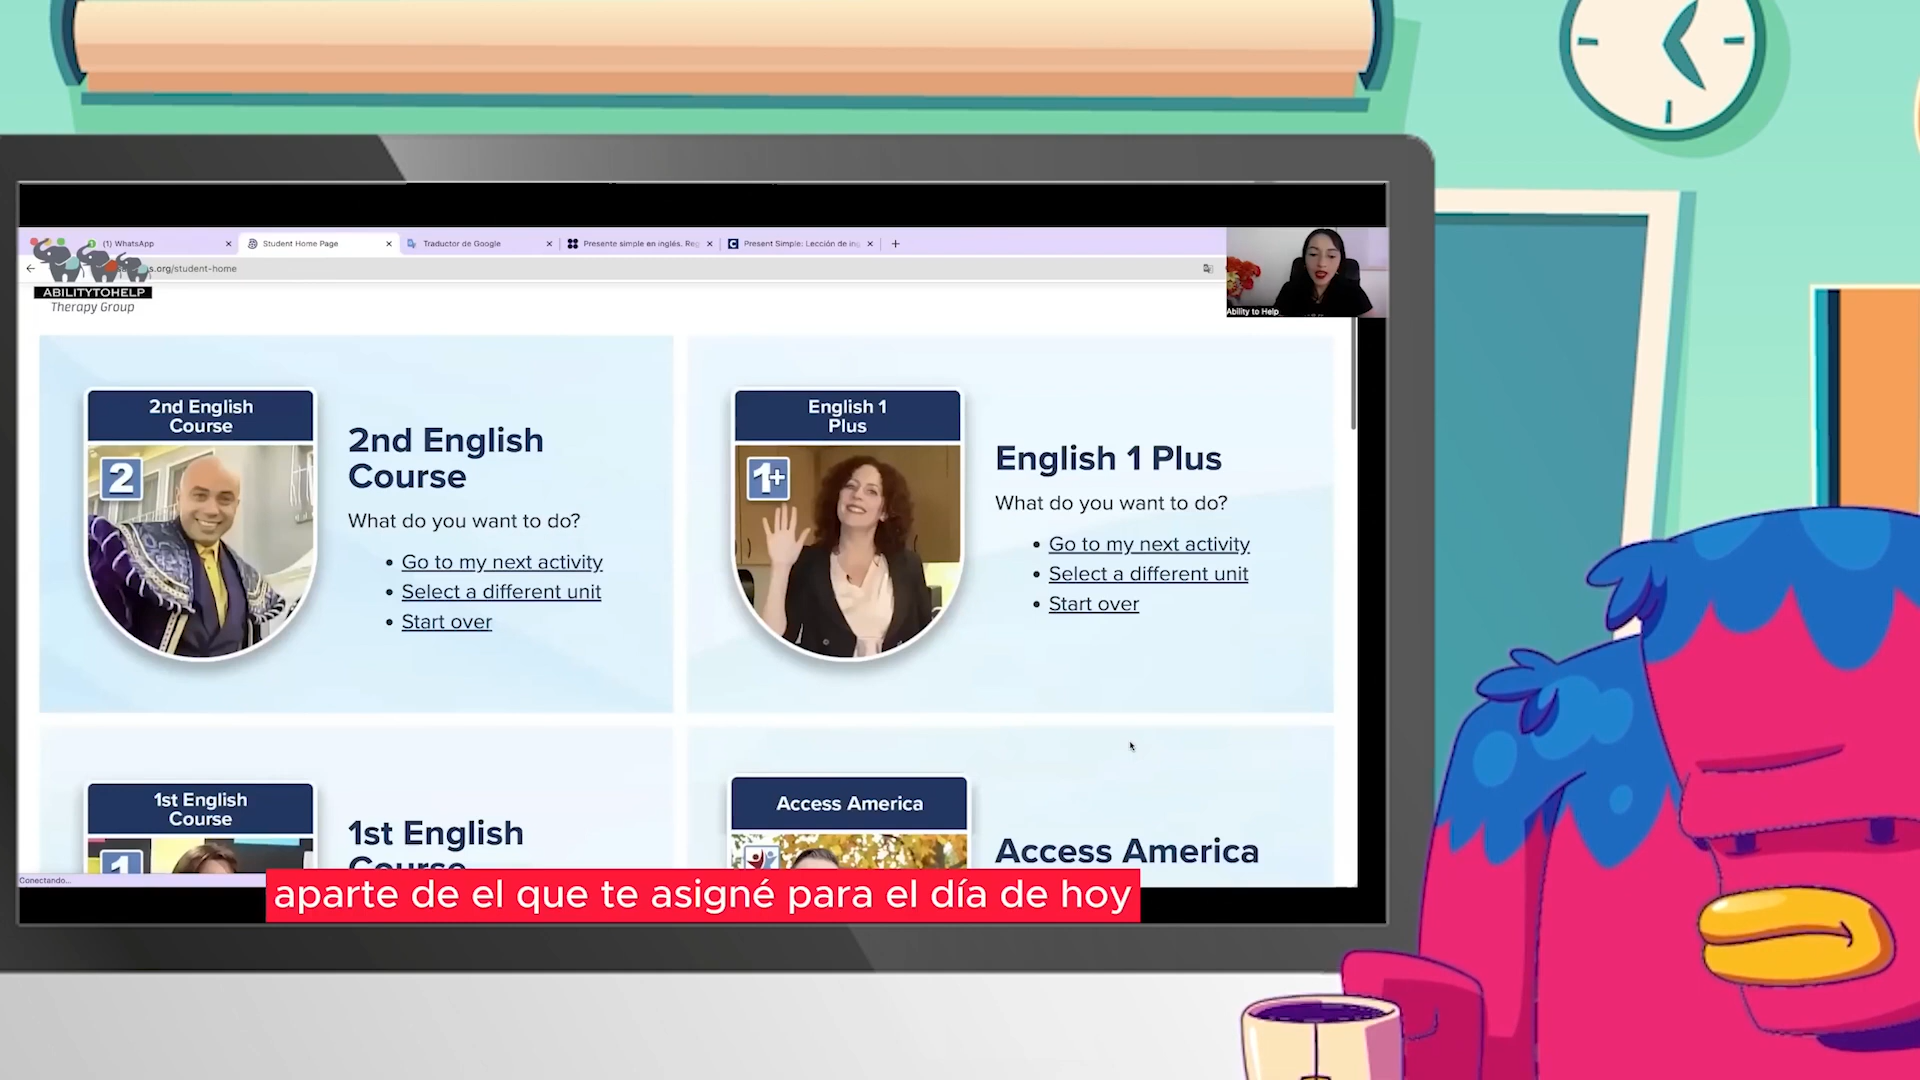 (1) WhatsApp
Student Home Page
Traductor de Google
Presente simple en inglés. Reg
Present Simple: Lección de ing
s.org/student-home
ABILITYTOHELP
Therapy Group
Ability to Help
2nd English
Course
2
2nd English
Course
What do you want to do?
Go to my next activity
Select a different unit
Start over
English 1
Plus
1+
English 1 Plus
What do you want to do?
Go to my next activity
Select a different unit
Start over
1st English
Course
1
1st English
Course
Access America
Access America
Conectando...
aparte de el que te asigné para el día de hoy